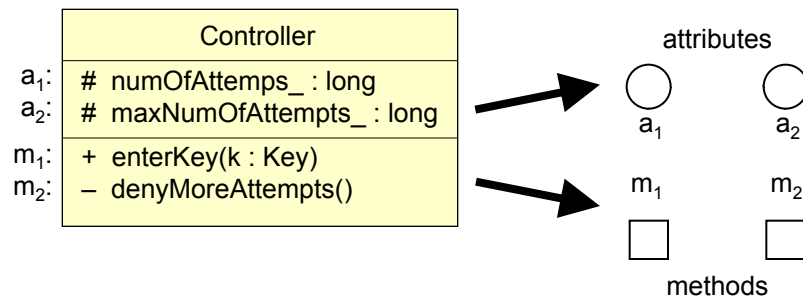 Controller
a₁: # numOfAttemps_ : long
a₂: # maxNumOfAttempts_ : long
m₁: + enterKey(k : Key)
m₂: – denyMoreAttempts()
attributes
a₁ a₂
m₁ m₂
methods